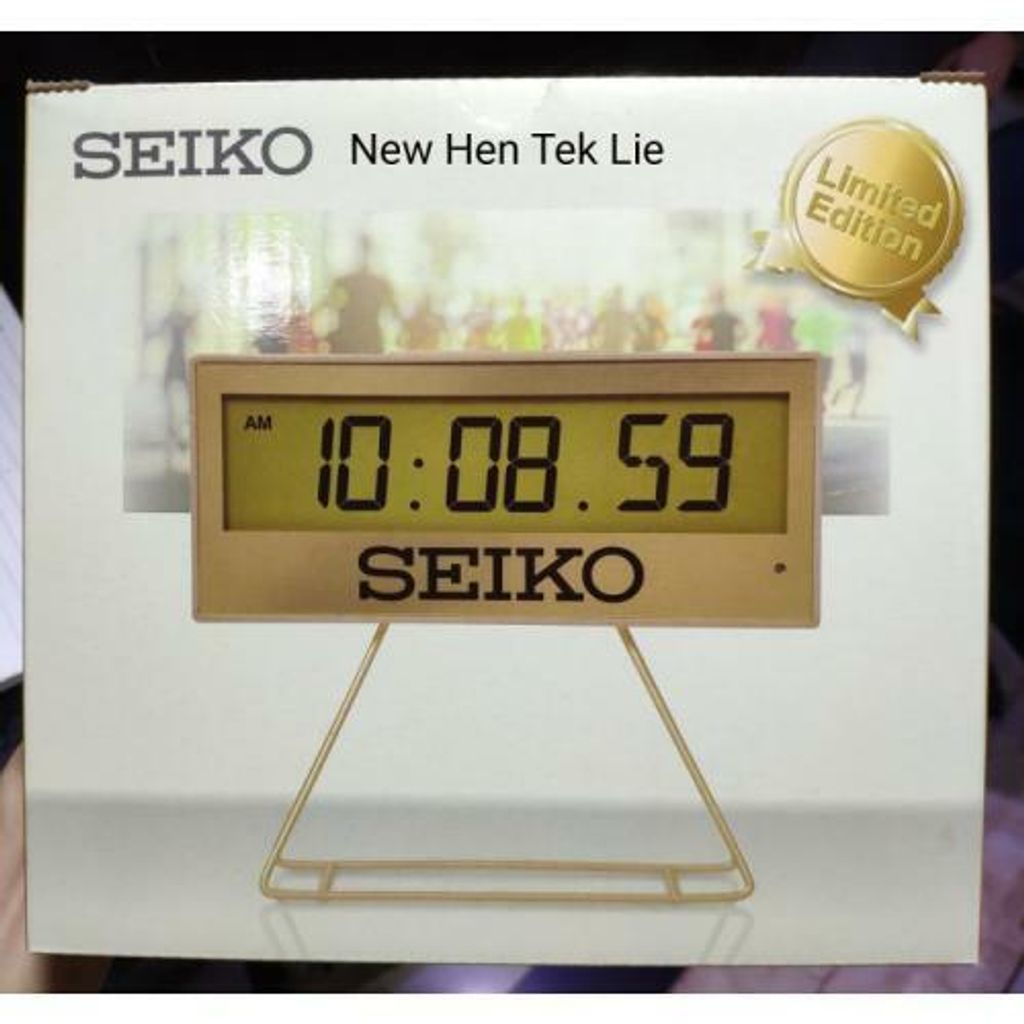 SEIKO New Hen Tek Lie
Limited
Edition
AM 10:08.59
SEIKO